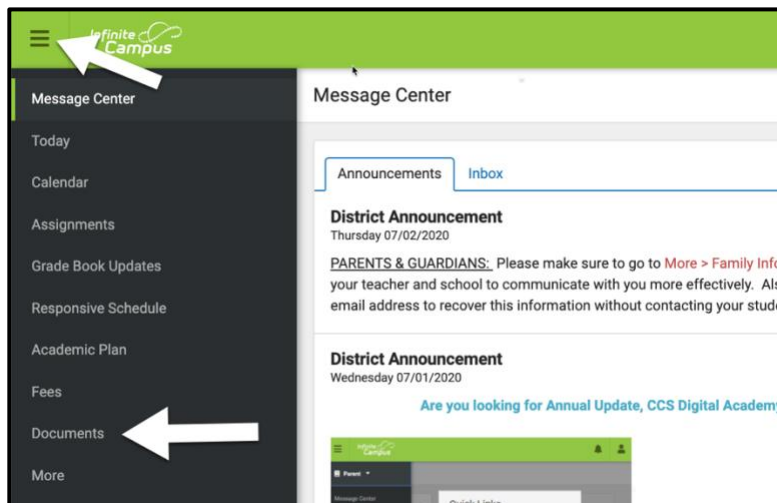 Infinite
Campus
Message Center
Today
Calendar
Assignments
Grade Book Updates
Responsive Schedule
Academic Plan
Fees
Documents
More
Message Center
Announcements Inbox
District Announcement
Thursday 07/02/2020
PARENTS & GUARDIANS: Please make sure to go to More > Family Info
your teacher and school to communicate with you more effectively. Als
email address to recover this information without contacting your stude
District Announcement
Wednesday 07/01/2020
Are you looking for Annual Update, CCS Digital Academy
Infinite
Campus
Parent
Message Center
Quick Links